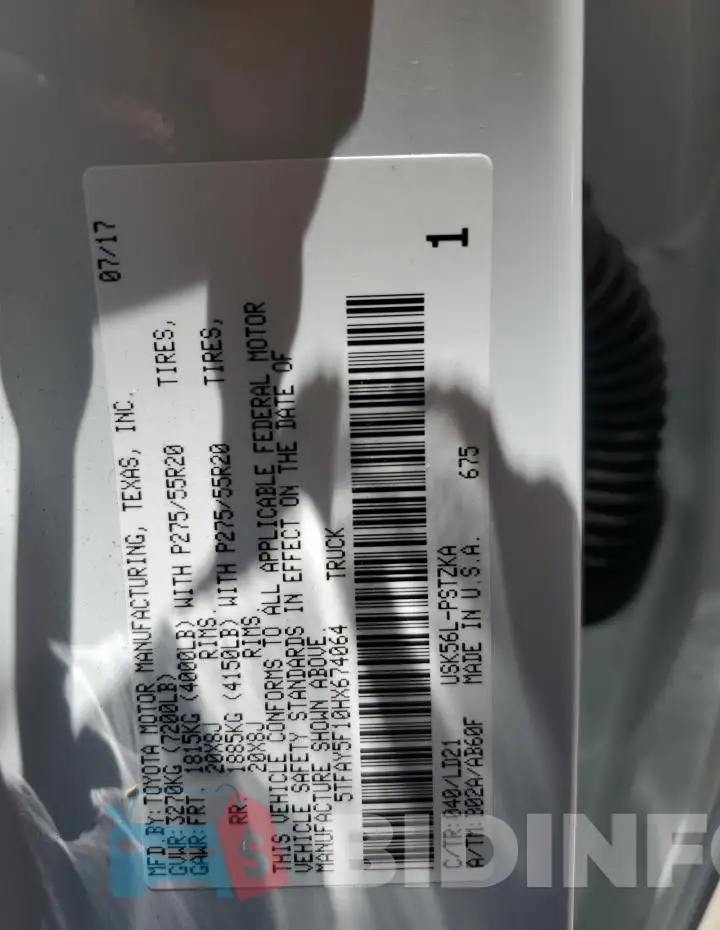 07/17
MFD.BY:TOYOTA MOTOR MANUFACTURING, TEXAS, INC.
GVWR:3270KG (7200LB)
GAWR:FRT. 1815KG (4000LB) WITH P275/55R20 TIRES,
20X8J RIMS.
RR. 1885KG (4150LB) WITH P275/55R20 TIRES,
20X8J RIMS
THIS VEHICLE CONFORMS TO ALL APPLICABLE FEDERAL MOTOR
VEHICLE SAFETY STANDARDS IN EFFECT ON THE DATE OF
MANUFACTURE SHOWN ABOVE
5TFAY5F10HX674064 TRUCK
1
C/TR:040/LD21 USK56L-PSTZKA
A/TM:B02A/AB60F MADE IN U.S.A. 675
BIDINFO